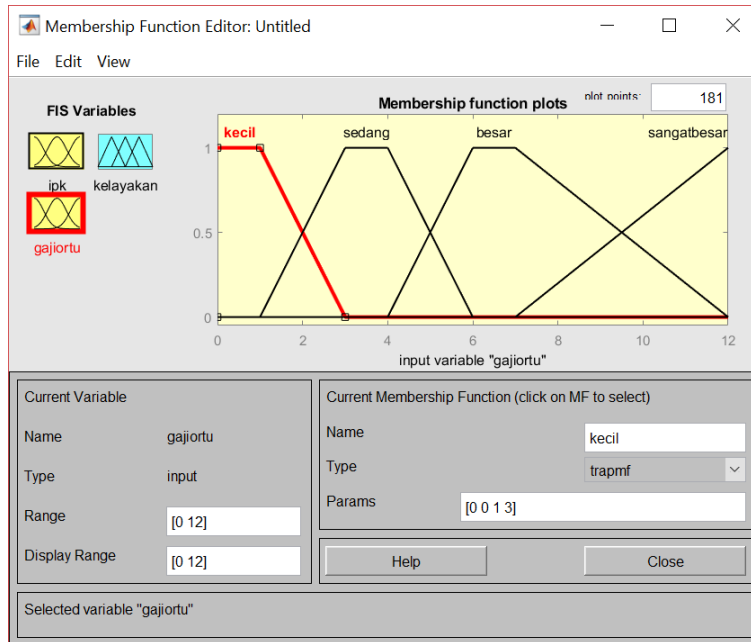 Membership Function Editor: Untitled
File Edit View
FIS Variables
ipk kelayakan
gajiortu
Membership function plots
plot points:
181
kecil sedang besar sangatbesar
1
0.5
0
0 2 4 6 8 10 12
input variable "gajiortu"
Current Variable
Name gajiortu
Type input
Range [0 12]
Display Range [0 12]
Current Membership Function (click on MF to select)
Name kecil
Type trapmf
Params [0 0 1 3]
Help Close
Selected variable "gajiortu"